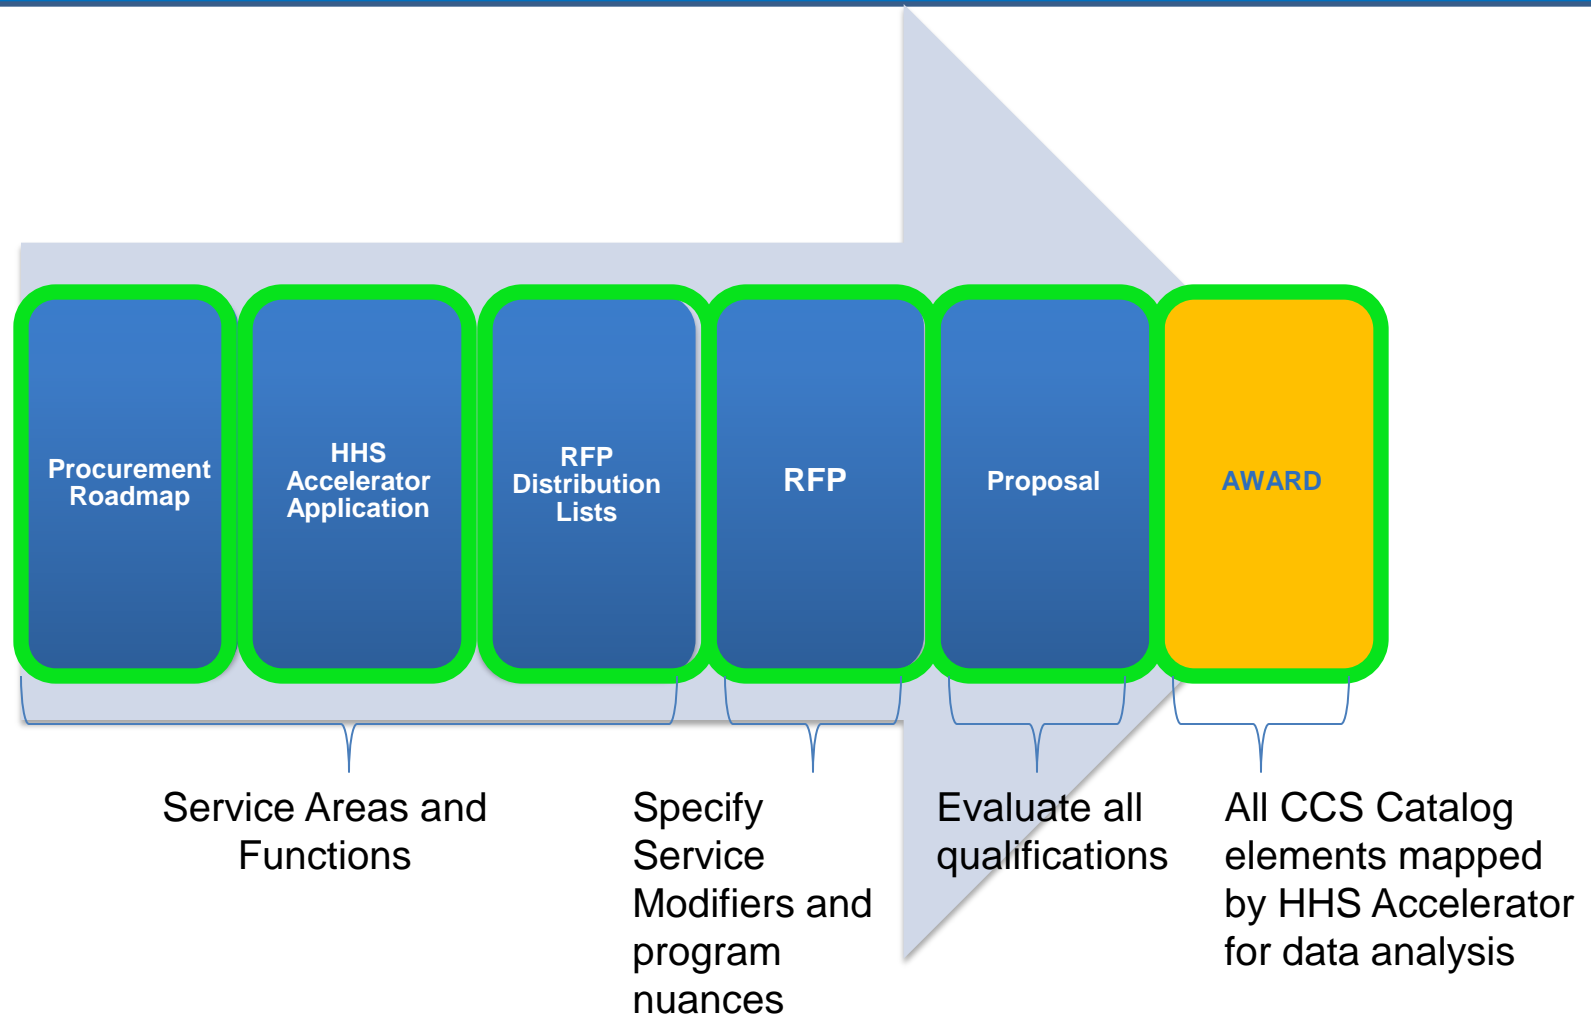 Procurement
Roadmap
HHS
Accelerator
Application
RFP
Distribution
Lists
RFP
Proposal
AWARD
Service Areas and
Functions
Specify
Service
Modifiers and
program
nuances
Evaluate all
qualifications
All CCS Catalog
elements mapped
by HHS Accelerator
for data analysis